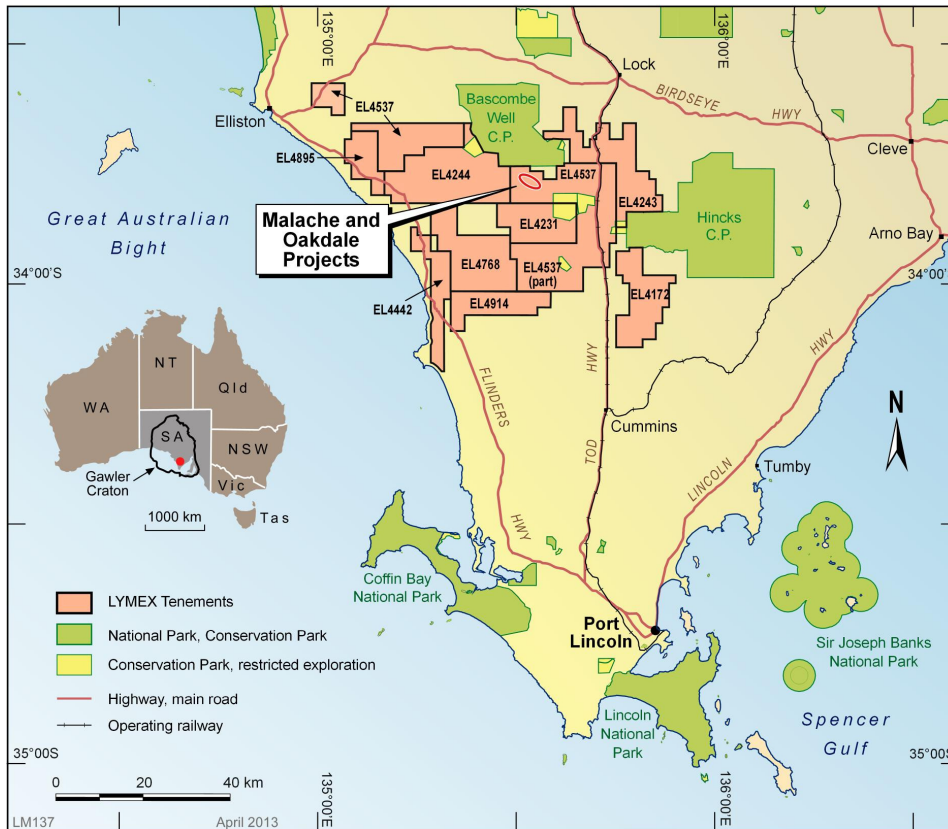 135°00'E
136°00'E
Lock
BIRDSEYE
HWY
Bascombe
Well
C.P.
Elliston
EL4537
Cleve
EL4895
EL4244
EL4537
EL4243
Great Australian
Bight
Malache and
Oakdale
Projects
EL4231
Hincks
C.P.
Arno Bay
34°00'S
EL4768
EL4537
(part)
34°00'
EL4442
EL4914
EL4172
NT
Qld
WA
SA
NSW
Vic
Tas
Gawler
Craton
1000 km
FLINDERS
HWY
HWY
TOD
HWY
LINCOLN
Cummins
N
Tumby
Coffin Bay
National Park
Port
Lincoln
Sir Joseph Banks
National Park
Lincoln
National
Park
Spencer
Gulf
LYMEX Tenements
National Park, Conservation Park
Conservation Park, restricted exploration
Highway, main road
Operating railway
35°00S
35°00'S
0 20 40 km
135°00'E
136°00'E
LM137
April 2013